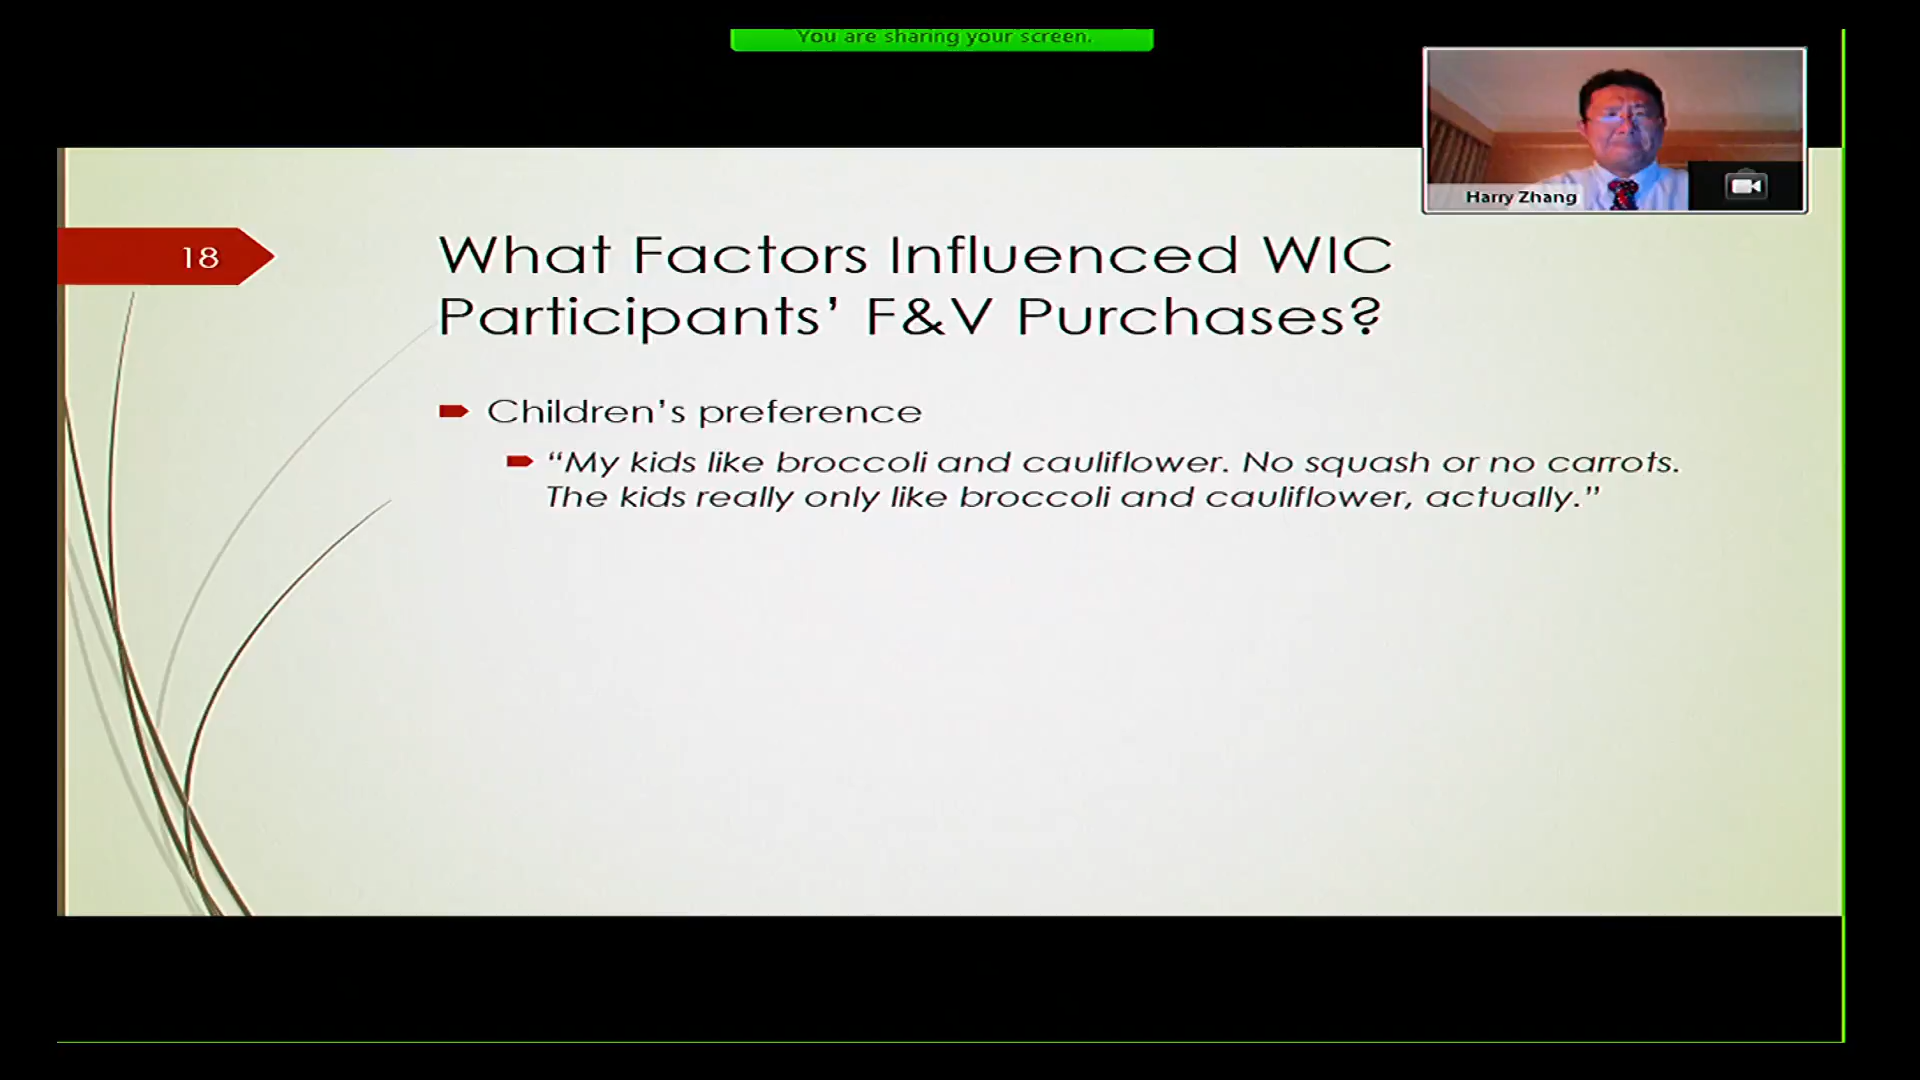 You are sharing your screen.
Harry Zhang
18
What Factors Influenced WIC
Participants’ F&V Purchases?
Children’s preference
“My kids like broccoli and cauliflower. No squash or no carrots.
The kids really only like broccoli and cauliflower, actually.”